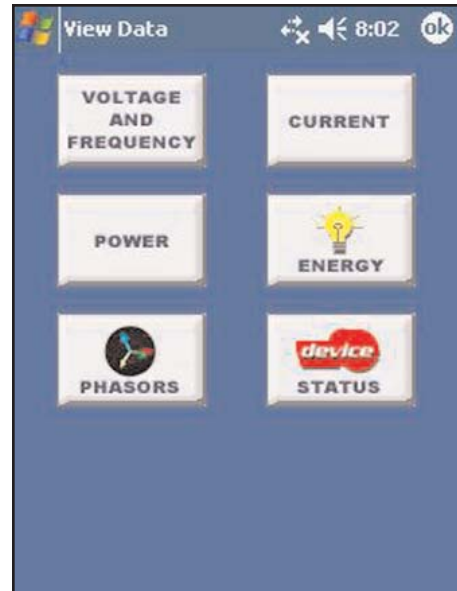 View Data 8:02 ok
VOLTAGE
AND
FREQUENCY
CURRENT
POWER
ENERGY
PHASORS
device
STATUS